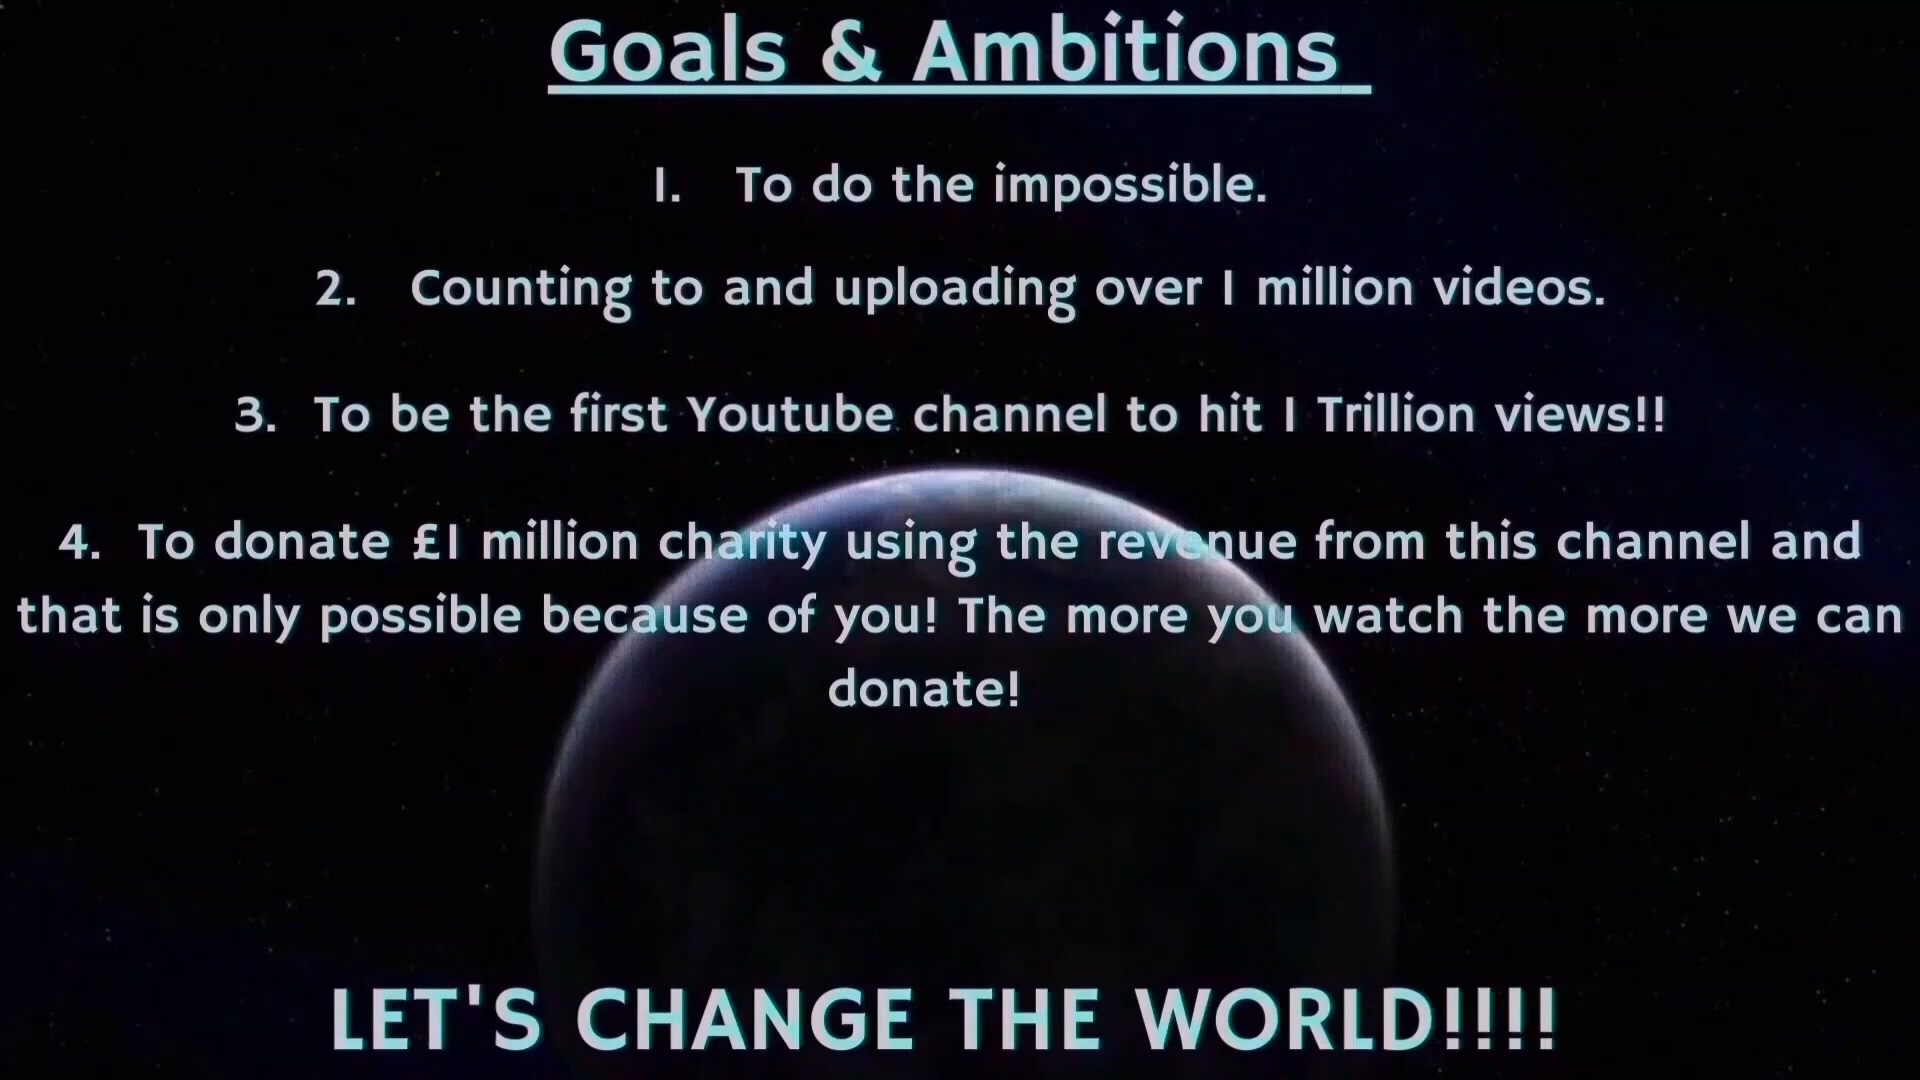 Goals & Ambitions
1. To do the impossible.
2. Counting to and uploading over 1 million videos.
3. To be the first Youtube channel to hit 1 Trillion views!!
4. To donate £1 million charity using the revenue from this channel and
that is only possible because of you! The more you watch the more we can
donate!
LET'S CHANGE THE WORLD!!!!